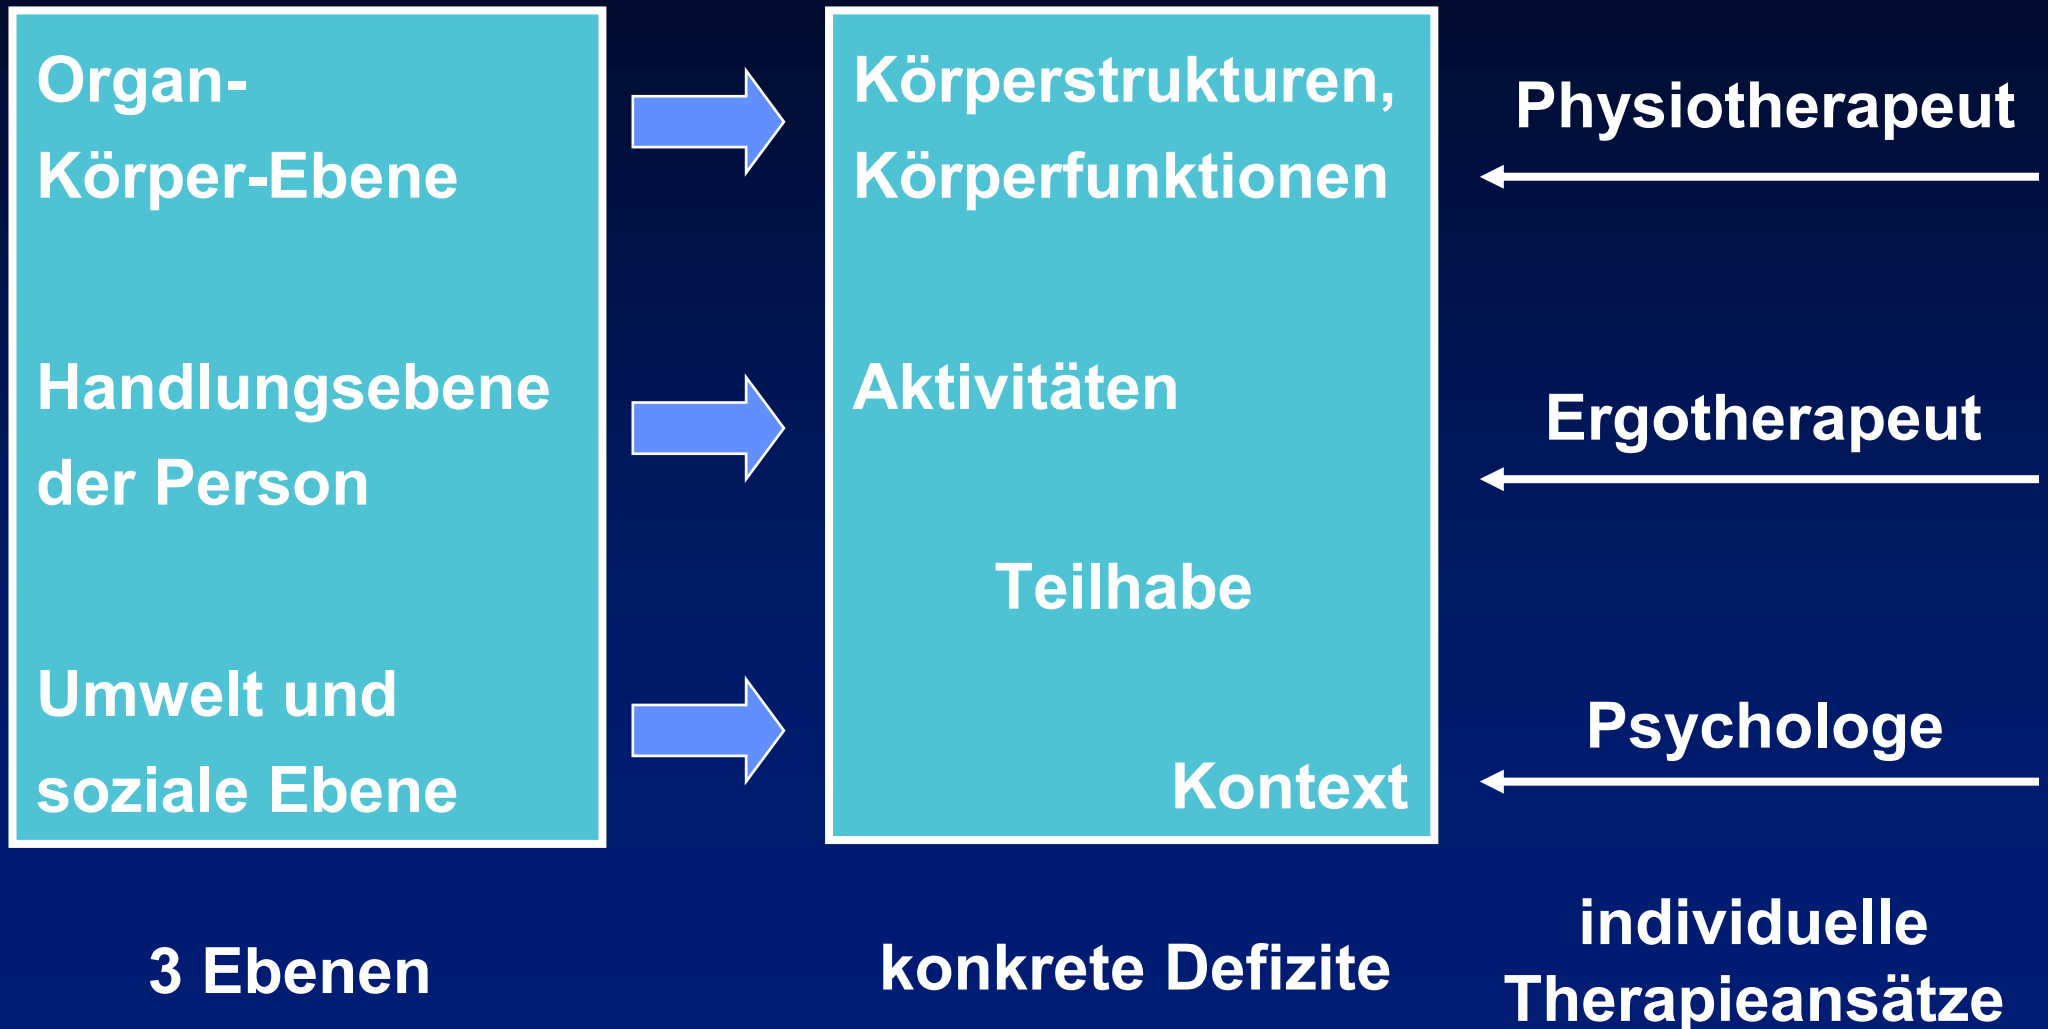 Organ-
Körper-Ebene
Handlungsebene
der Person
Umwelt und
soziale Ebene
3 Ebenen
Körperstrukturen,
Körperfunktionen
Aktivitäten
Teilhabe
Kontext
konkrete Defizite
Physiotherapeut
Ergotherapeut
Psychologe
individuelle
Therapieansätze